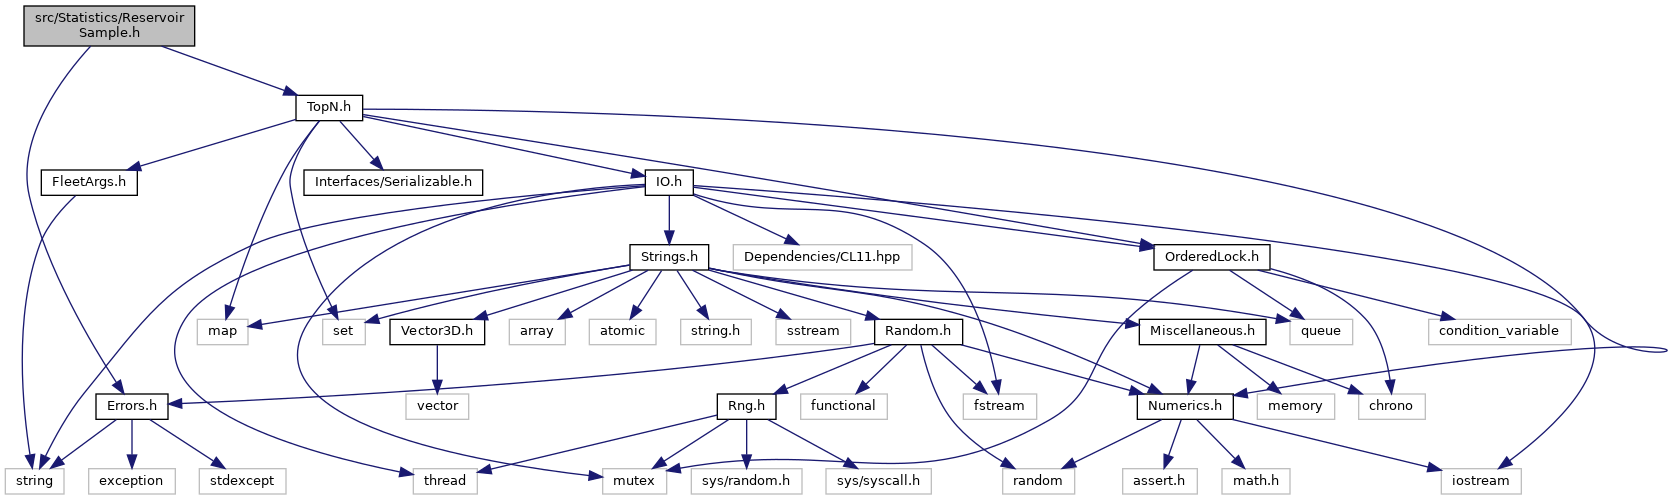 src/Statistics/Reservoir
Sample.h
TopN.h
FleetArgs.h
Interfaces/Serializable.h
IO.h
Strings.h
Dependencies/CL11.hpp
OrderedLock.h
map
set
Vector3D.h
array
atomic
string.h
sstream
Random.h
Miscellaneous.h
queue
condition_variable
Errors.h
vector
Rng.h
functional
fstream
Numerics.h
memory
chrono
string
exception
stdexcept
thread
mutex
sys/random.h
sys/syscall.h
random
assert.h
math.h
iostream